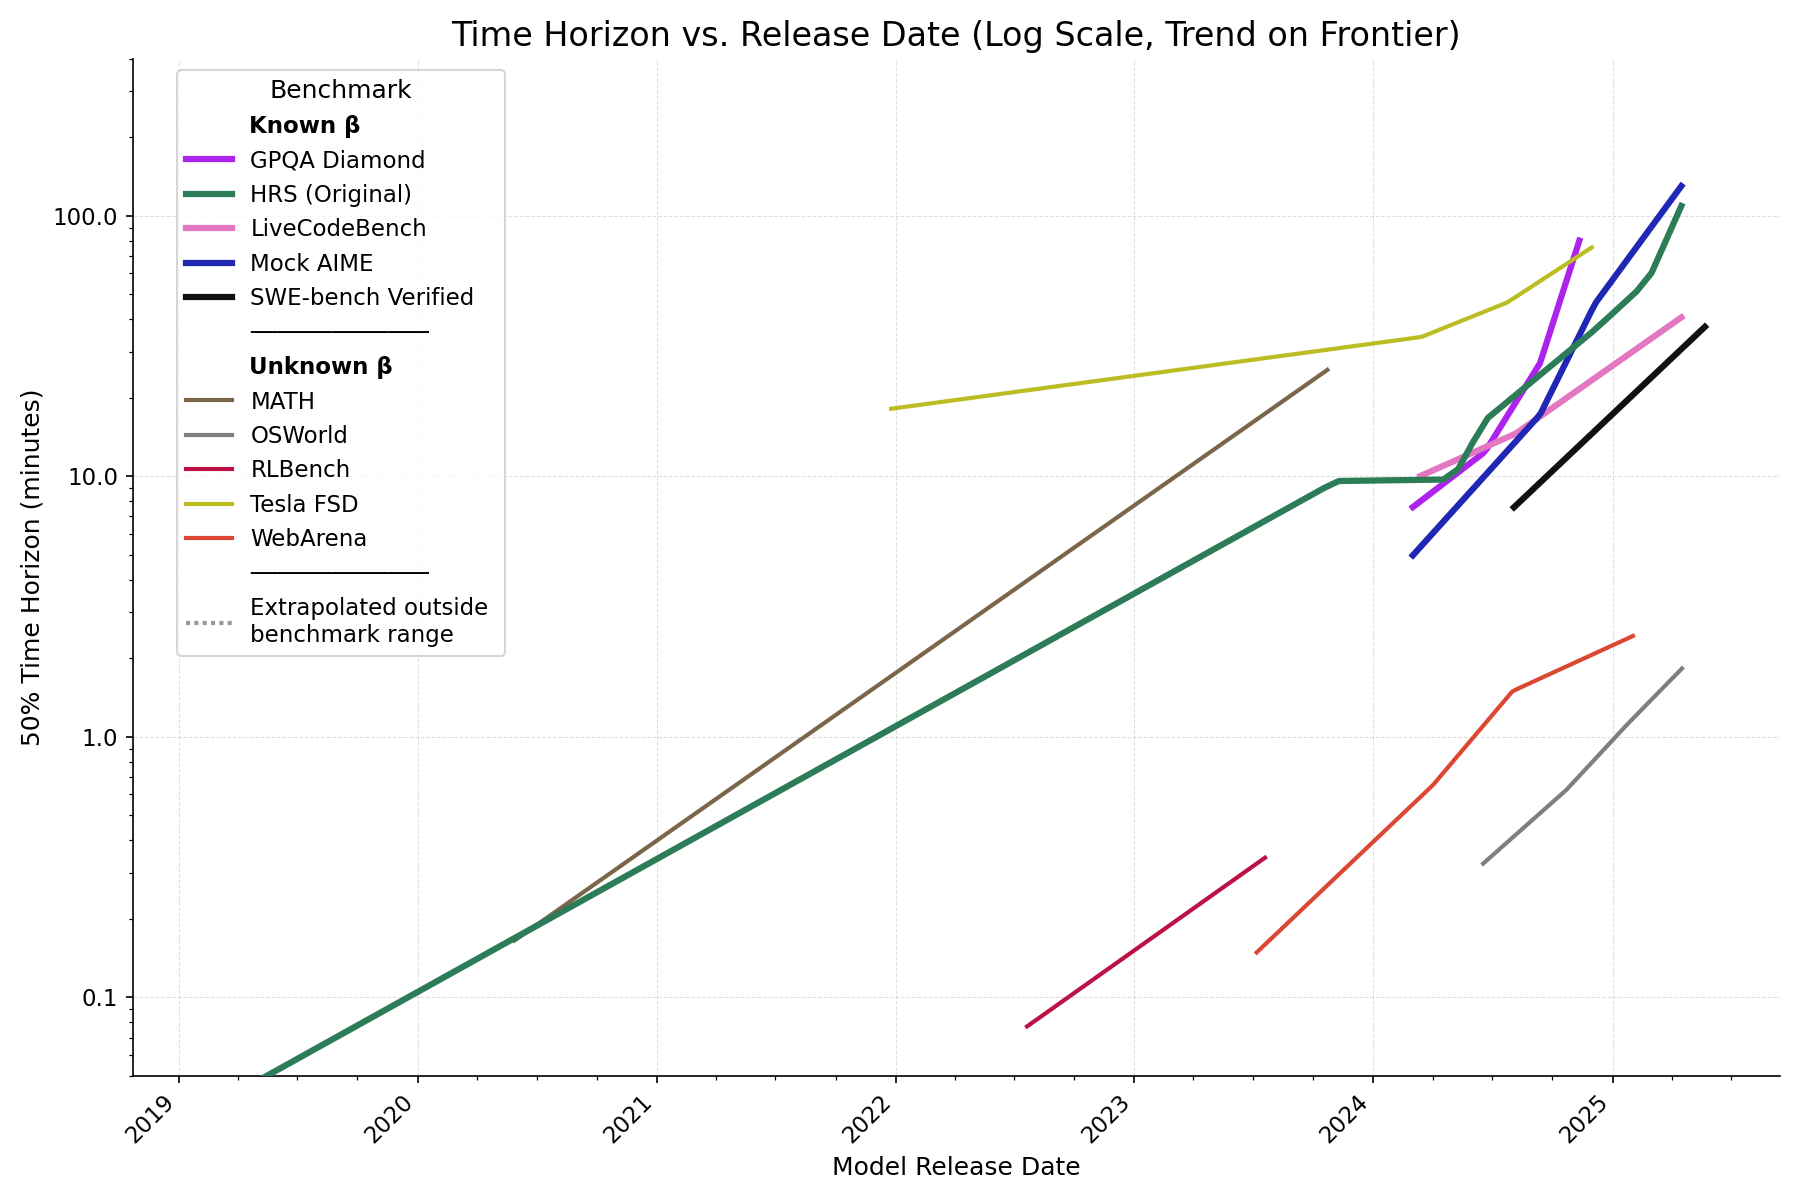 Time Horizon vs. Release Date (Log Scale, Trend on Frontier)
Benchmark
Known β
GPQA Diamond
HRS (Original)
LiveCodeBench
Mock AIME
SWE-bench Verified
Unknown β
MATH
OSWorld
RLBench
Tesla FSD
WebArena
Extrapolated outside
benchmark range
50% Time Horizon (minutes)
100.0
10.0
1.0
0.1
2019
2020
2021
2022
2023
2024
2025
Model Release Date